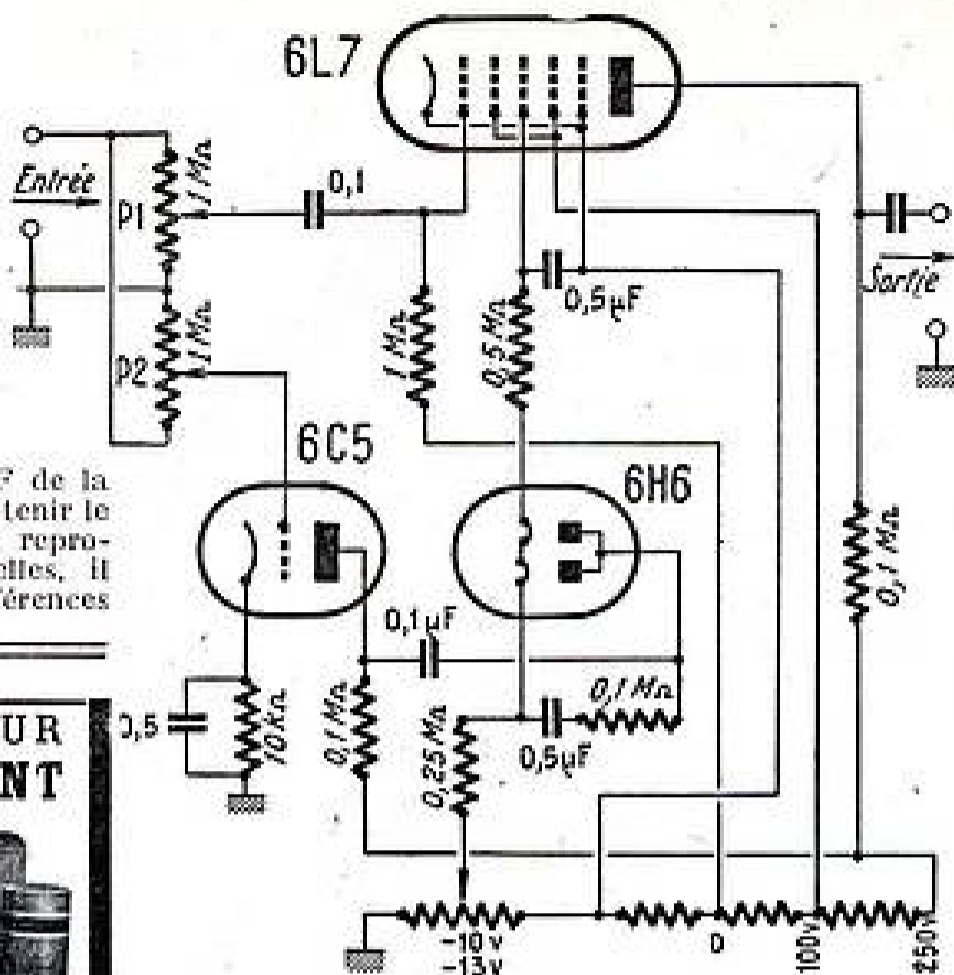 6L7
Entrée
P1
1 MΩ
0,1
0,5 µF
Sortie
P2
1 MΩ
1 MΩ
0,5 MΩ
6C5
6H6
0,1 MΩ
F de la
tenir le
repro-
elles, il
férences
0,1 µF
0,5
10 kΩ
0,1 MΩ
0,25 MΩ
0,5 µF
0,1 MΩ
UR
NT
-10 v
-13 v
0
100v
250v